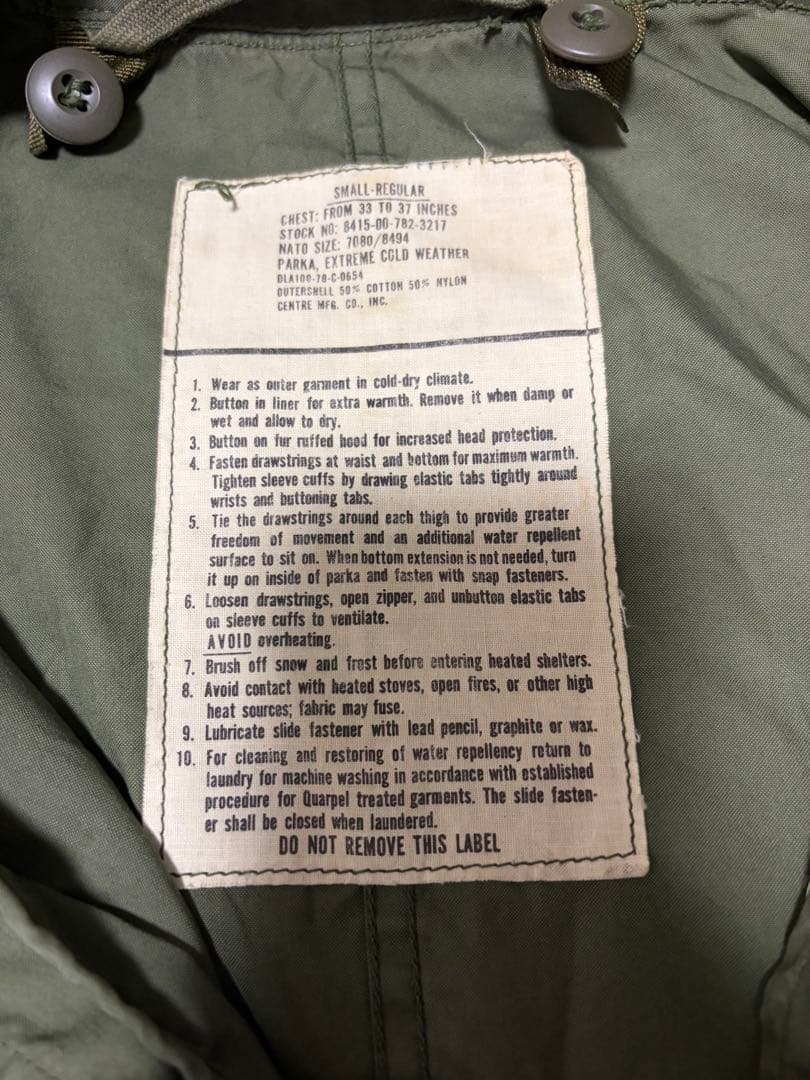 SMALL-REGULAR
CHEST: FROM 33 TO 37 INCHES
STOCK NO: 8415-00-782-3217
NATO SIZE: 7080/8494
PARKA, EXTREME COLD WEATHER
DLA100-78-C-0654
OUTERSHELL 50% COTTON 50% NYLON
CENTRE MFG. CO., INC.
1. Wear as outer garment in cold-dry climate.
2. Button in liner for extra warmth. Remove it when damp or
wet and allow to dry.
3. Button on fur ruffed hood for increased head protection.
4. Fasten drawstrings at waist and bottom for maximum warmth.
Tighten sleeve cuffs by drawing elastic tabs tightly around
wrists and buttoning tabs.
5. Tie the drawstrings around each thigh to provide greater
freedom of movement and an additional water repellent
surface to sit on. When bottom extension is not needed, turn
it up on inside of parka and fasten with snap fasteners.
6. Loosen drawstrings, open zipper, and unbutton elastic tabs
on sleeve cuffs to ventilate.
AVOID overheating.
7. Brush off snow and frost before entering heated shelters.
8. Avoid contact with heated stoves, open fires, or other high
heat sources; fabric may fuse.
9. Lubricate slide fastener with lead pencil, graphite or wax.
10. For cleaning and restoring of water repellency return to
laundry for machine washing in accordance with established
procedure for Quarpel treated garments. The slide fasten-
er shall be closed when laundered.
DO NOT REMOVE THIS LABEL